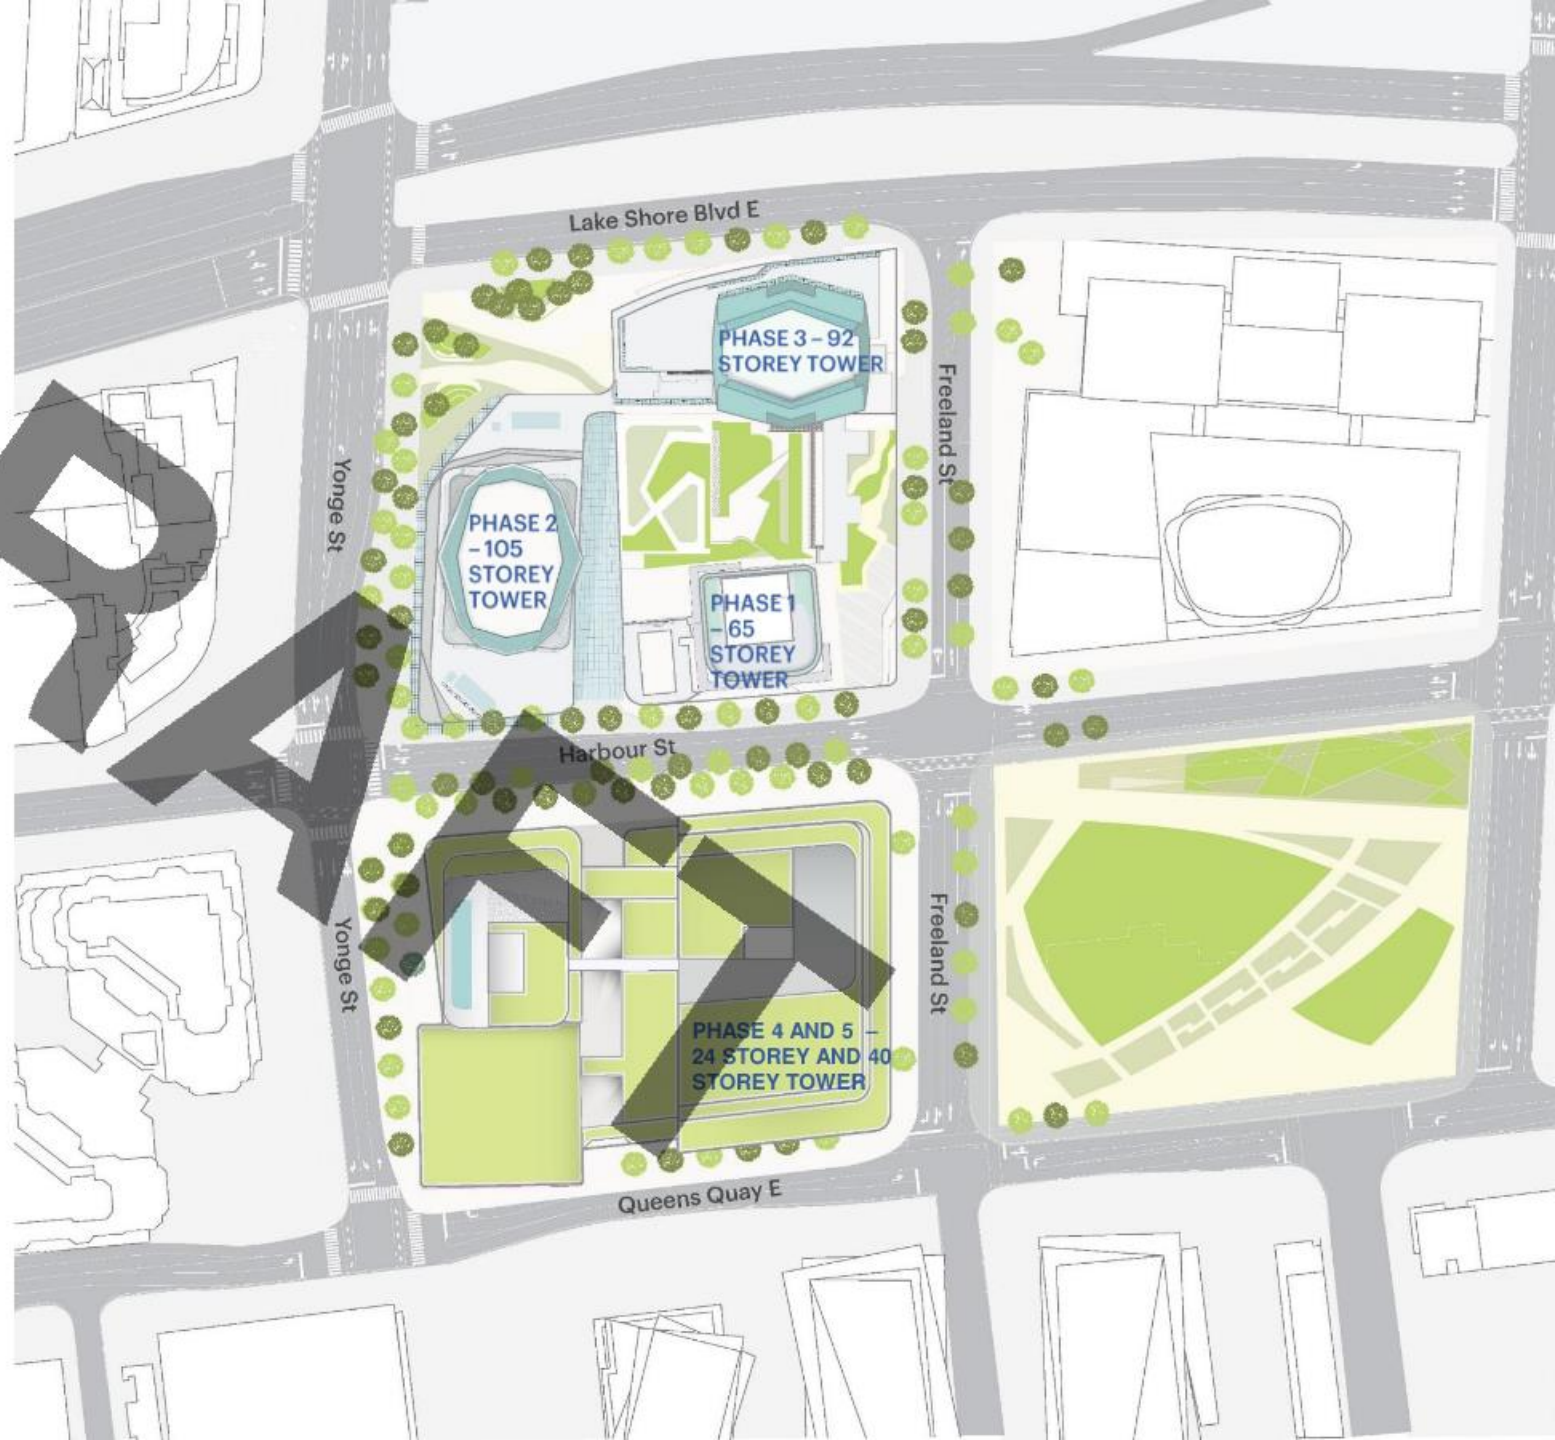 Lake Shore Blvd E
PHASE 3 – 92
STOREY TOWER
Freeland St
Yonge St
PHASE 2
– 105
STOREY
TOWER
PHASE 1
– 65
STOREY
TOWER
Harbour St
DRAFT
Yonge St
Freeland St
PHASE 4 AND 5 –
24 STOREY AND 40
STOREY TOWER
Queens Quay E